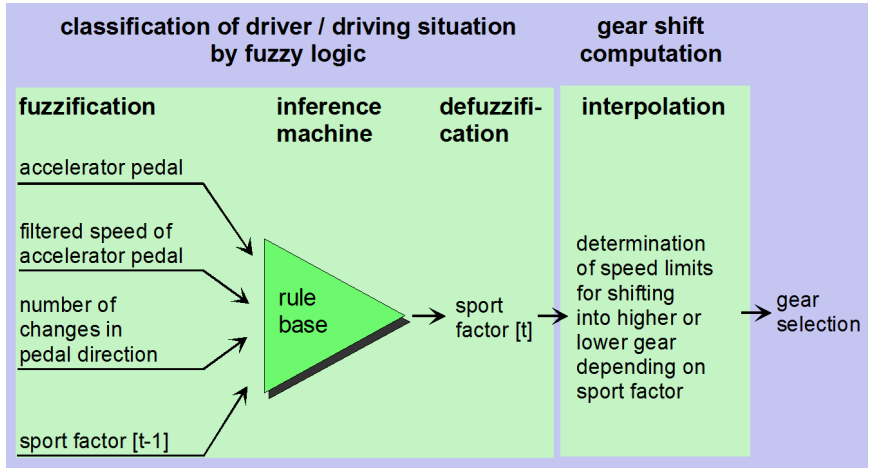 classification of driver / driving situation
by fuzzy logic
gear shift
computation
fuzzification
inference
machine
defuzzifi-
cation
interpolation
accelerator pedal
filtered speed of
accelerator pedal
number of
changes in
pedal direction
sport factor [t-1]
rule
base
sport
factor [t]
determination
of speed limits
for shifting
into higher or
lower gear
depending on
sport factor
gear
selection